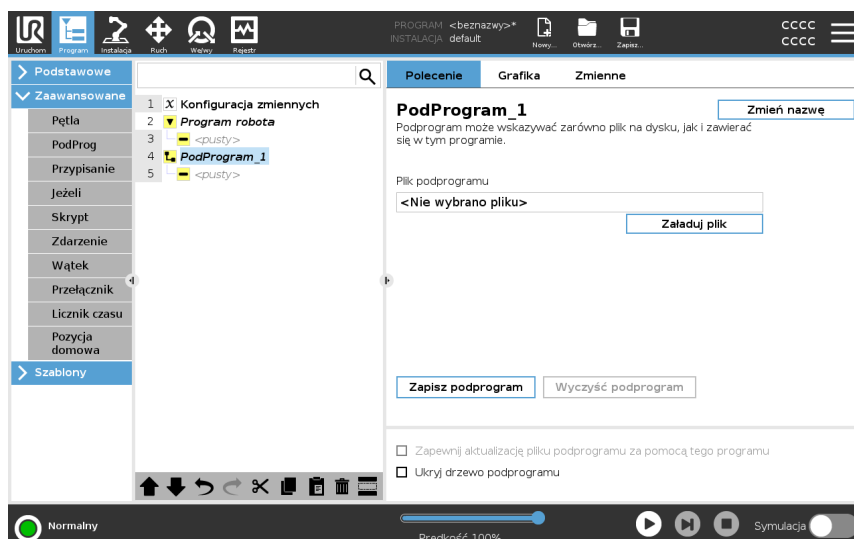 UR
PROGRAM <beznazwy>*
INSTALACJA default
Uruchom
Program
Instalacja
Ruch
We/wy
Rejestr
Nowy...
Otwórz...
Zapisz...
CCCC
CCCC
Podstawowe
Zaawansowane
Pętla
PodProg
Przypisanie
Jeżeli
Skrypt
Zdarzenie
Wątek
Przełącznik
Licznik czasu
Pozycja
domowa
Szablony
1 X Konfiguracja zmiennych
2 Program robota
3 <pusty>
4 PodProgram_1
5 <pusty>
Polecenie
Grafika
Zmienne
PodProgram_1
Zmień nazwę
Podprogram może wskazywać zarówno plik na dysku, jak i zawierać
się w tym programie.
Plik podprogramu
<Nie wybrano pliku>
Załaduj plik
Zapisz podprogram
Wyczyść podprogram
Zapewnij aktualizację pliku podprogramu za pomocą tego programu
Ukryj drzewo podprogramu
Normalny
Prędkość 100%
Symulacja